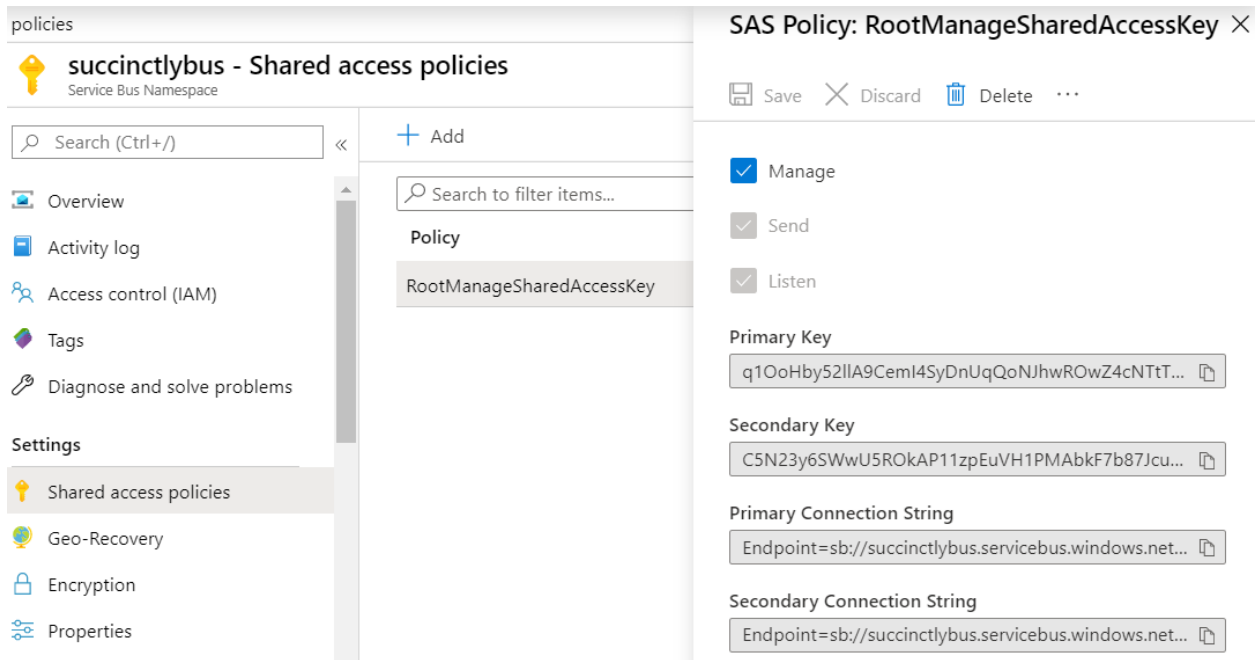 policies
succinctlybus - Shared access policies
Service Bus Namespace
Search (Ctrl+/)
«
Overview
Activity log
Access control (IAM)
Tags
Diagnose and solve problems
Settings
Shared access policies
Geo-Recovery
Encryption
Properties
Add
Search to filter items...
Policy
RootManageSharedAccessKey
SAS Policy: RootManageSharedAccessKey
Save Discard Delete ...
Manage
Send
Listen
Primary Key
q1OoHby52llA9CemI4SyDnUqQoNJhwROwZ4cNTtT...
Secondary Key
C5N23y6SWwU5ROkAP11zpEuVH1PMAbkF7b87Jcu...
Primary Connection String
Endpoint=sb://succinctlybus.servicebus.windows.net...
Secondary Connection String
Endpoint=sb://succinctlybus.servicebus.windows.net...